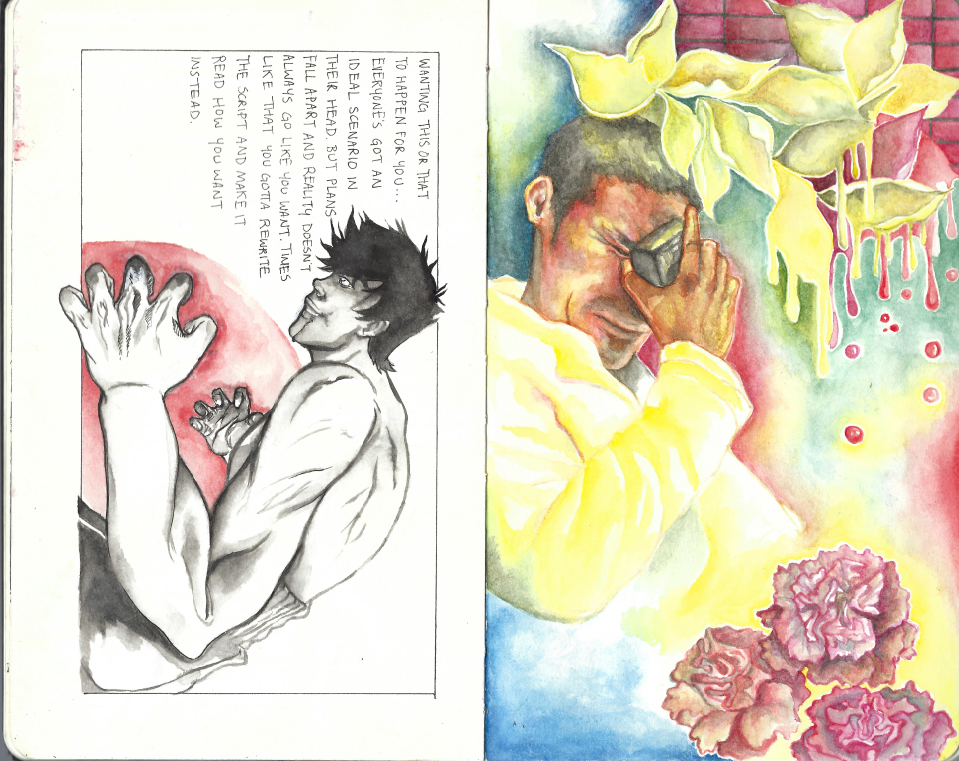 WANTING THIS OR THAT
TO HAPPEN FOR YOU...
EVERYONE'S GOT AN
IDEAL SCENARIO IN
THEIR HEAD. BUT PLANS
FALL APART AND REALITY DOESN'T
ALWAYS GO LIKE YOU WANT. TIMES
LIKE THAT YOU GOTTA REWRITE
THE SCRIPT AND MAKE IT
READ HOW YOU WANT
INSTEAD.